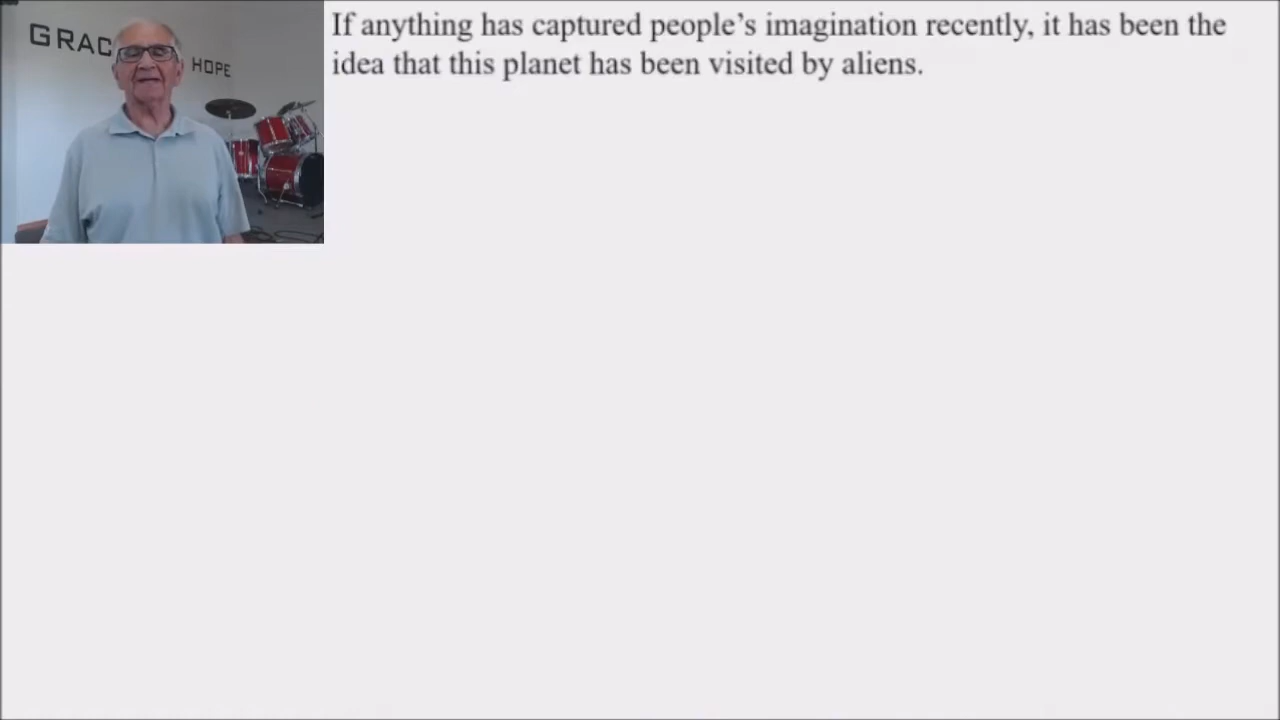 GRAC HOPE
If anything has captured people’s imagination recently, it has been the
idea that this planet has been visited by aliens.